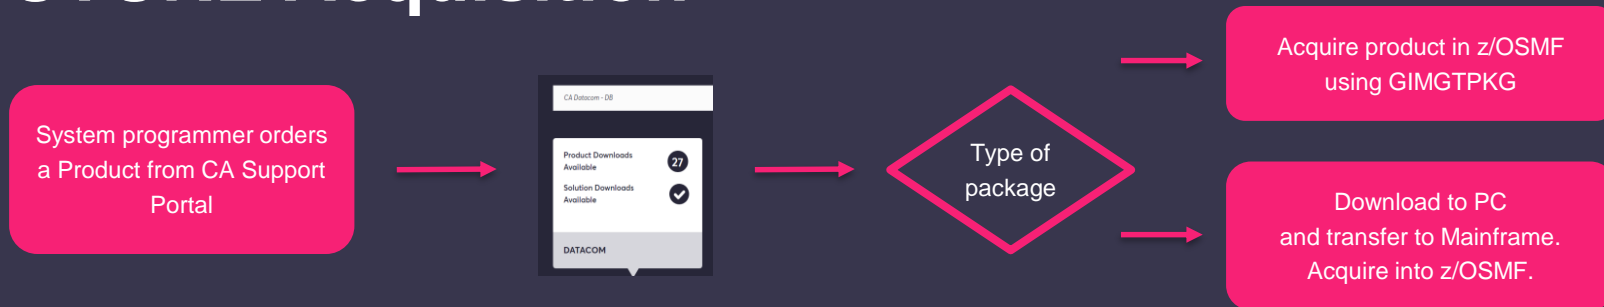 Acquisition
System programmer orders
a Product from CA Support
Portal
CA Datacom - DB
Product Downloads
Available
27
Solution Downloads
Available
DATACOM
Type of
package
Acquire product in z/OSMF
using GIMGTPKG
Download to PC
and transfer to Mainframe.
Acquire into z/OSMF.